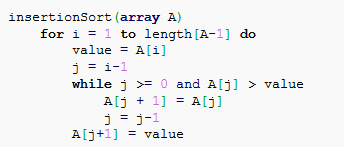 insertionSort(array A)
    for i = 1 to length[A-1] do
        value = A[i]
        j = i-1
        while j >= 0 and A[j] > value
            A[j + 1] = A[j]
            j = j-1
        A[j+1] = value